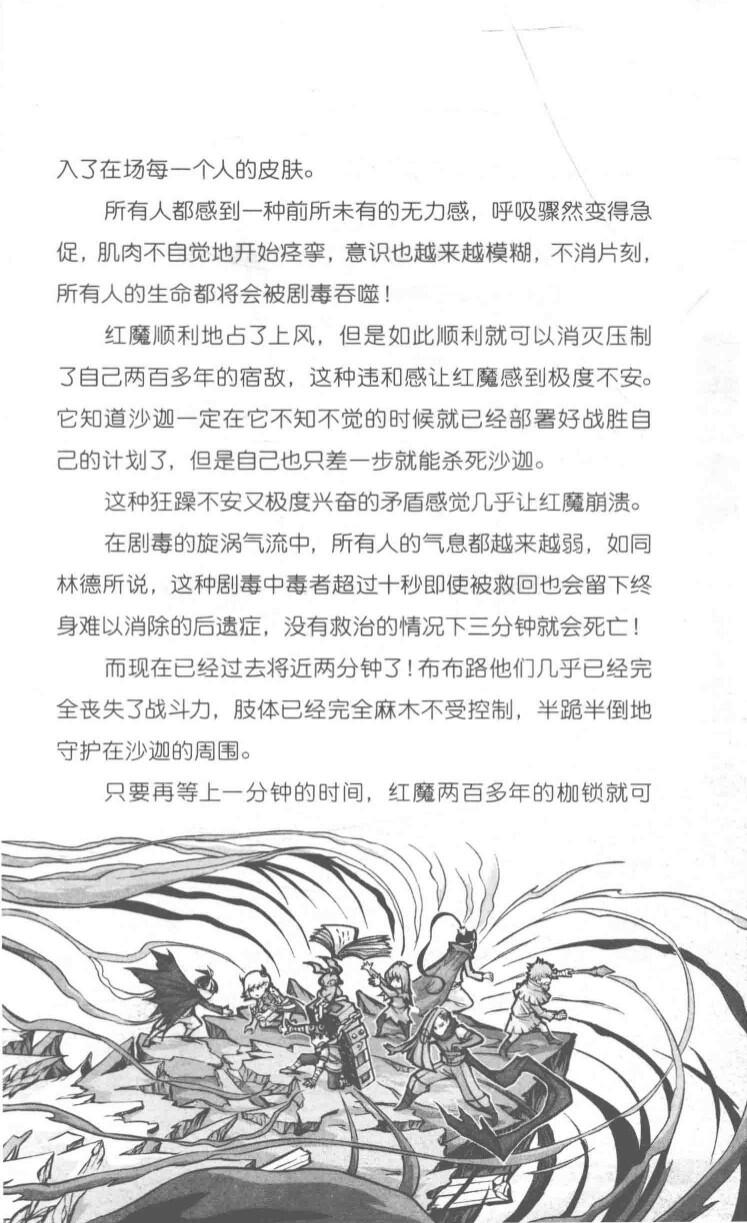 入了在场每一个人的皮肤。
所有人都感到一种前所未有的无力感，呼吸骤然变得急
促，肌肉不自觉地开始痉挛，意识也越来越模糊，不消片刻，
所有人的生命都将会被剧毒吞噬！
红魔顺利地占了上风，但是如此顺利就可以消灭压制
了自己两百多年的宿敌，这种违和感让红魔感到极度不安。
它知道沙迦一定在它不知不觉的时候就已经部署好战胜自
己的计划了，但是自己也只差一步就能杀死沙迦。
这种狂躁不安又极度兴奋的矛盾感觉几乎让红魔崩溃。
在剧毒的旋涡气流中，所有人的气息都越来越弱，如同
林德所说，这种剧毒中毒者超过十秒即使被救回也会留下终
身难以消除的后遗症，没有救治的情况下三分钟就会死亡！
而现在已经过去将近两分钟了！布布路他们几乎已经完
全丧失了战斗力，肢体已经完全麻木不受控制，半跪半倒地
守护在沙迦的周围。
只要再等上一分钟的时间，红魔两百多年的枷锁就可